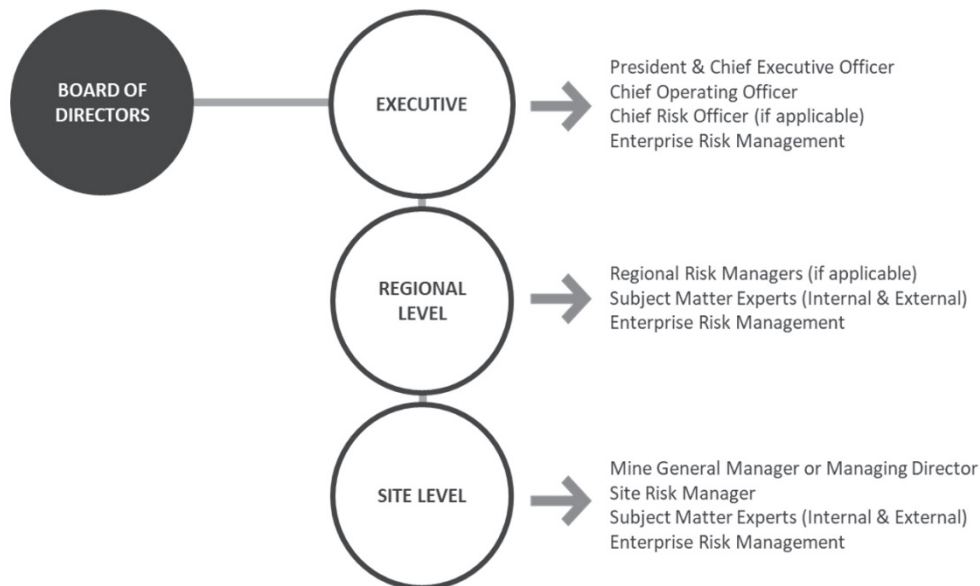 BOARD OF
DIRECTORS
EXECUTIVE
President & Chief Executive Officer
Chief Operating Officer
Chief Risk Officer (if applicable)
Enterprise Risk Management
REGIONAL
LEVEL
Regional Risk Managers (if applicable)
Subject Matter Experts (Internal & External)
Enterprise Risk Management
SITE LEVEL
Mine General Manager or Managing Director
Site Risk Manager
Subject Matter Experts (Internal & External)
Enterprise Risk Management